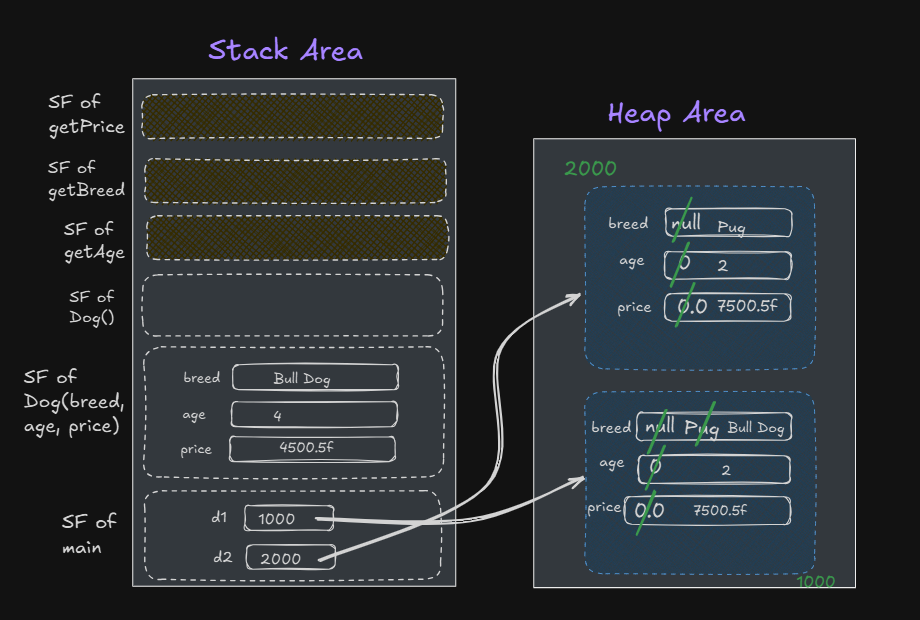 Stack Area
SF of
getPrice
SF of
getBreed
SF of
getAge
SF of
Dog()
SF of
Dog(breed,
age, price)
breed Bull Dog
age 4
price 4500.5f
SF of
main
d1 1000
d2 2000
Heap Area
2000
breed null Pug
age 0 2
price 0.0 7500.5f
breed null Pug Bull Dog
age 0 2
price 0.0 7500.5f
1000